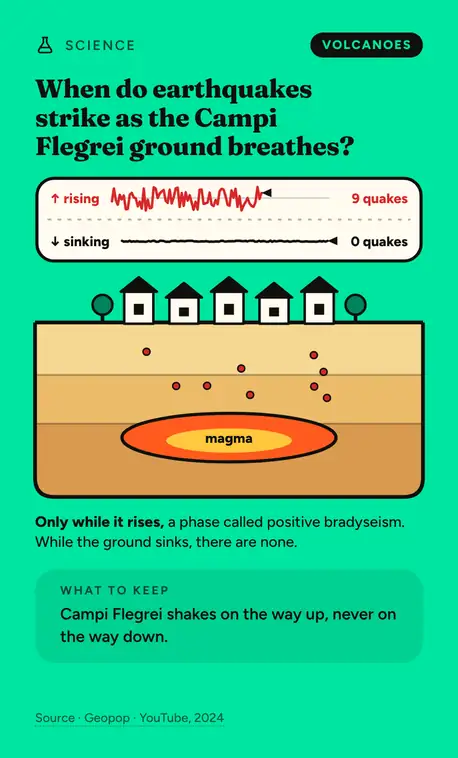 SCIENCE
VOLCANOES
When do earthquakes
strike as the Campi
Flegrei ground breathes?
↑ rising 9 quakes
↓ sinking 0 quakes
magma
Only while it rises, a phase called positive bradyseism.
While the ground sinks, there are none.
WHAT TO KEEP
Campi Flegrei shakes on the way up, never on
the way down.
Source · Geopop · YouTube, 2024